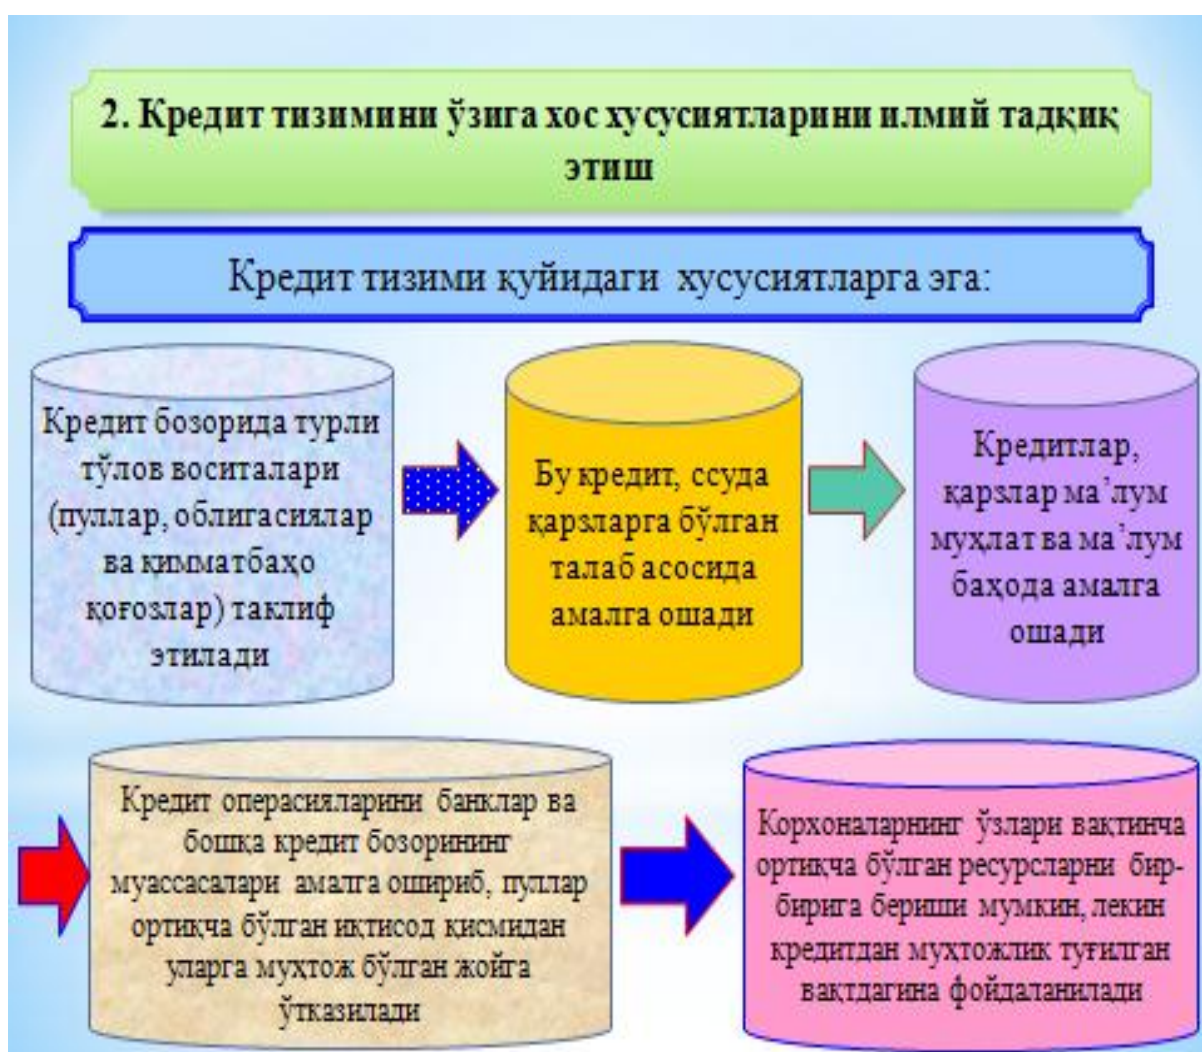 2. Кредит тизимини ўзига хос хусусиятларини илмий тадқиқ
этиш
Кредит тизими қуйидаги хусусиятларга эга:
Кредит бозорида турли
тўлов воситалари
(пуллар, облигасиялар
ва қимматбаҳо
қоғозлар) таклиф
этилади
Бу кредит, ссуда
қарзларга бўлган
талаб асосида
амалга ошади
Кредитлар,
қарзлар ма’лум
муҳлат ва ма’лум
баҳода амалга
ошади
Кредит операсияларини банклар ва
бошқа кредит бозорининг
муассасалари амалга ошириб, пуллар
ортиқча бўлган иқтисод қисмидан
уларга муҳтож бўлган жойга
ўтказилади
Корхоналарнинг ўзлари вақтинча
ортиқча бўлган ресурсларни бир-
бирига бериши мумкин, лекин
кредитдан муҳтожлик туғилган
вақтдагина фойдаланилади